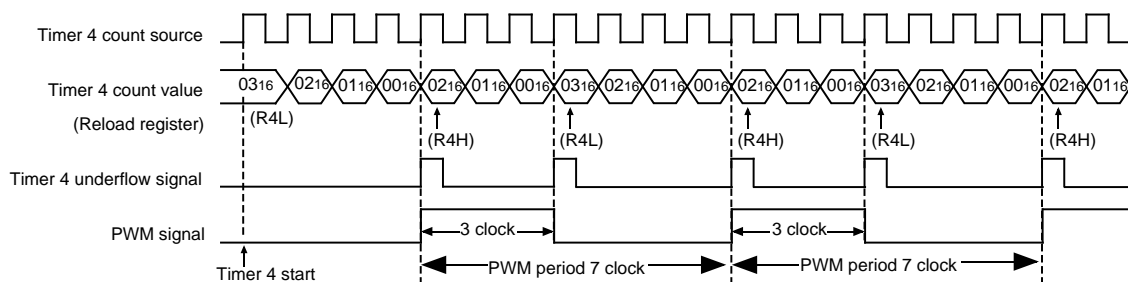 Timer 4 count source
Timer 4 count value
0316 0216 0116 0016 0216 0116 0016 0316 0216 0116 0016 0216 0116 0016 0316 0216 0116 0016 0216 0116
(Reload register)
(R4L) (R4H) (R4L) (R4H) (R4L) (R4H)
Timer 4 underflow signal
PWM signal
3 clock 3 clock
Timer 4 start
PWM period 7 clock PWM period 7 clock